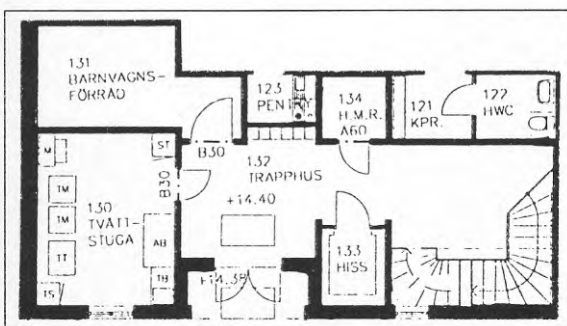 131
BARNVAGNS-
FÖRRÅD
123
PENTRY
134
H.M.R.
A60
121
KPR.
122
HWC
M
ST
B30
B30
132
TRAPPHUS
+14.40
TM
TM
130
TVÄTT-
STUGA
TT
AB
TS
TB
+14.38
133
HISS